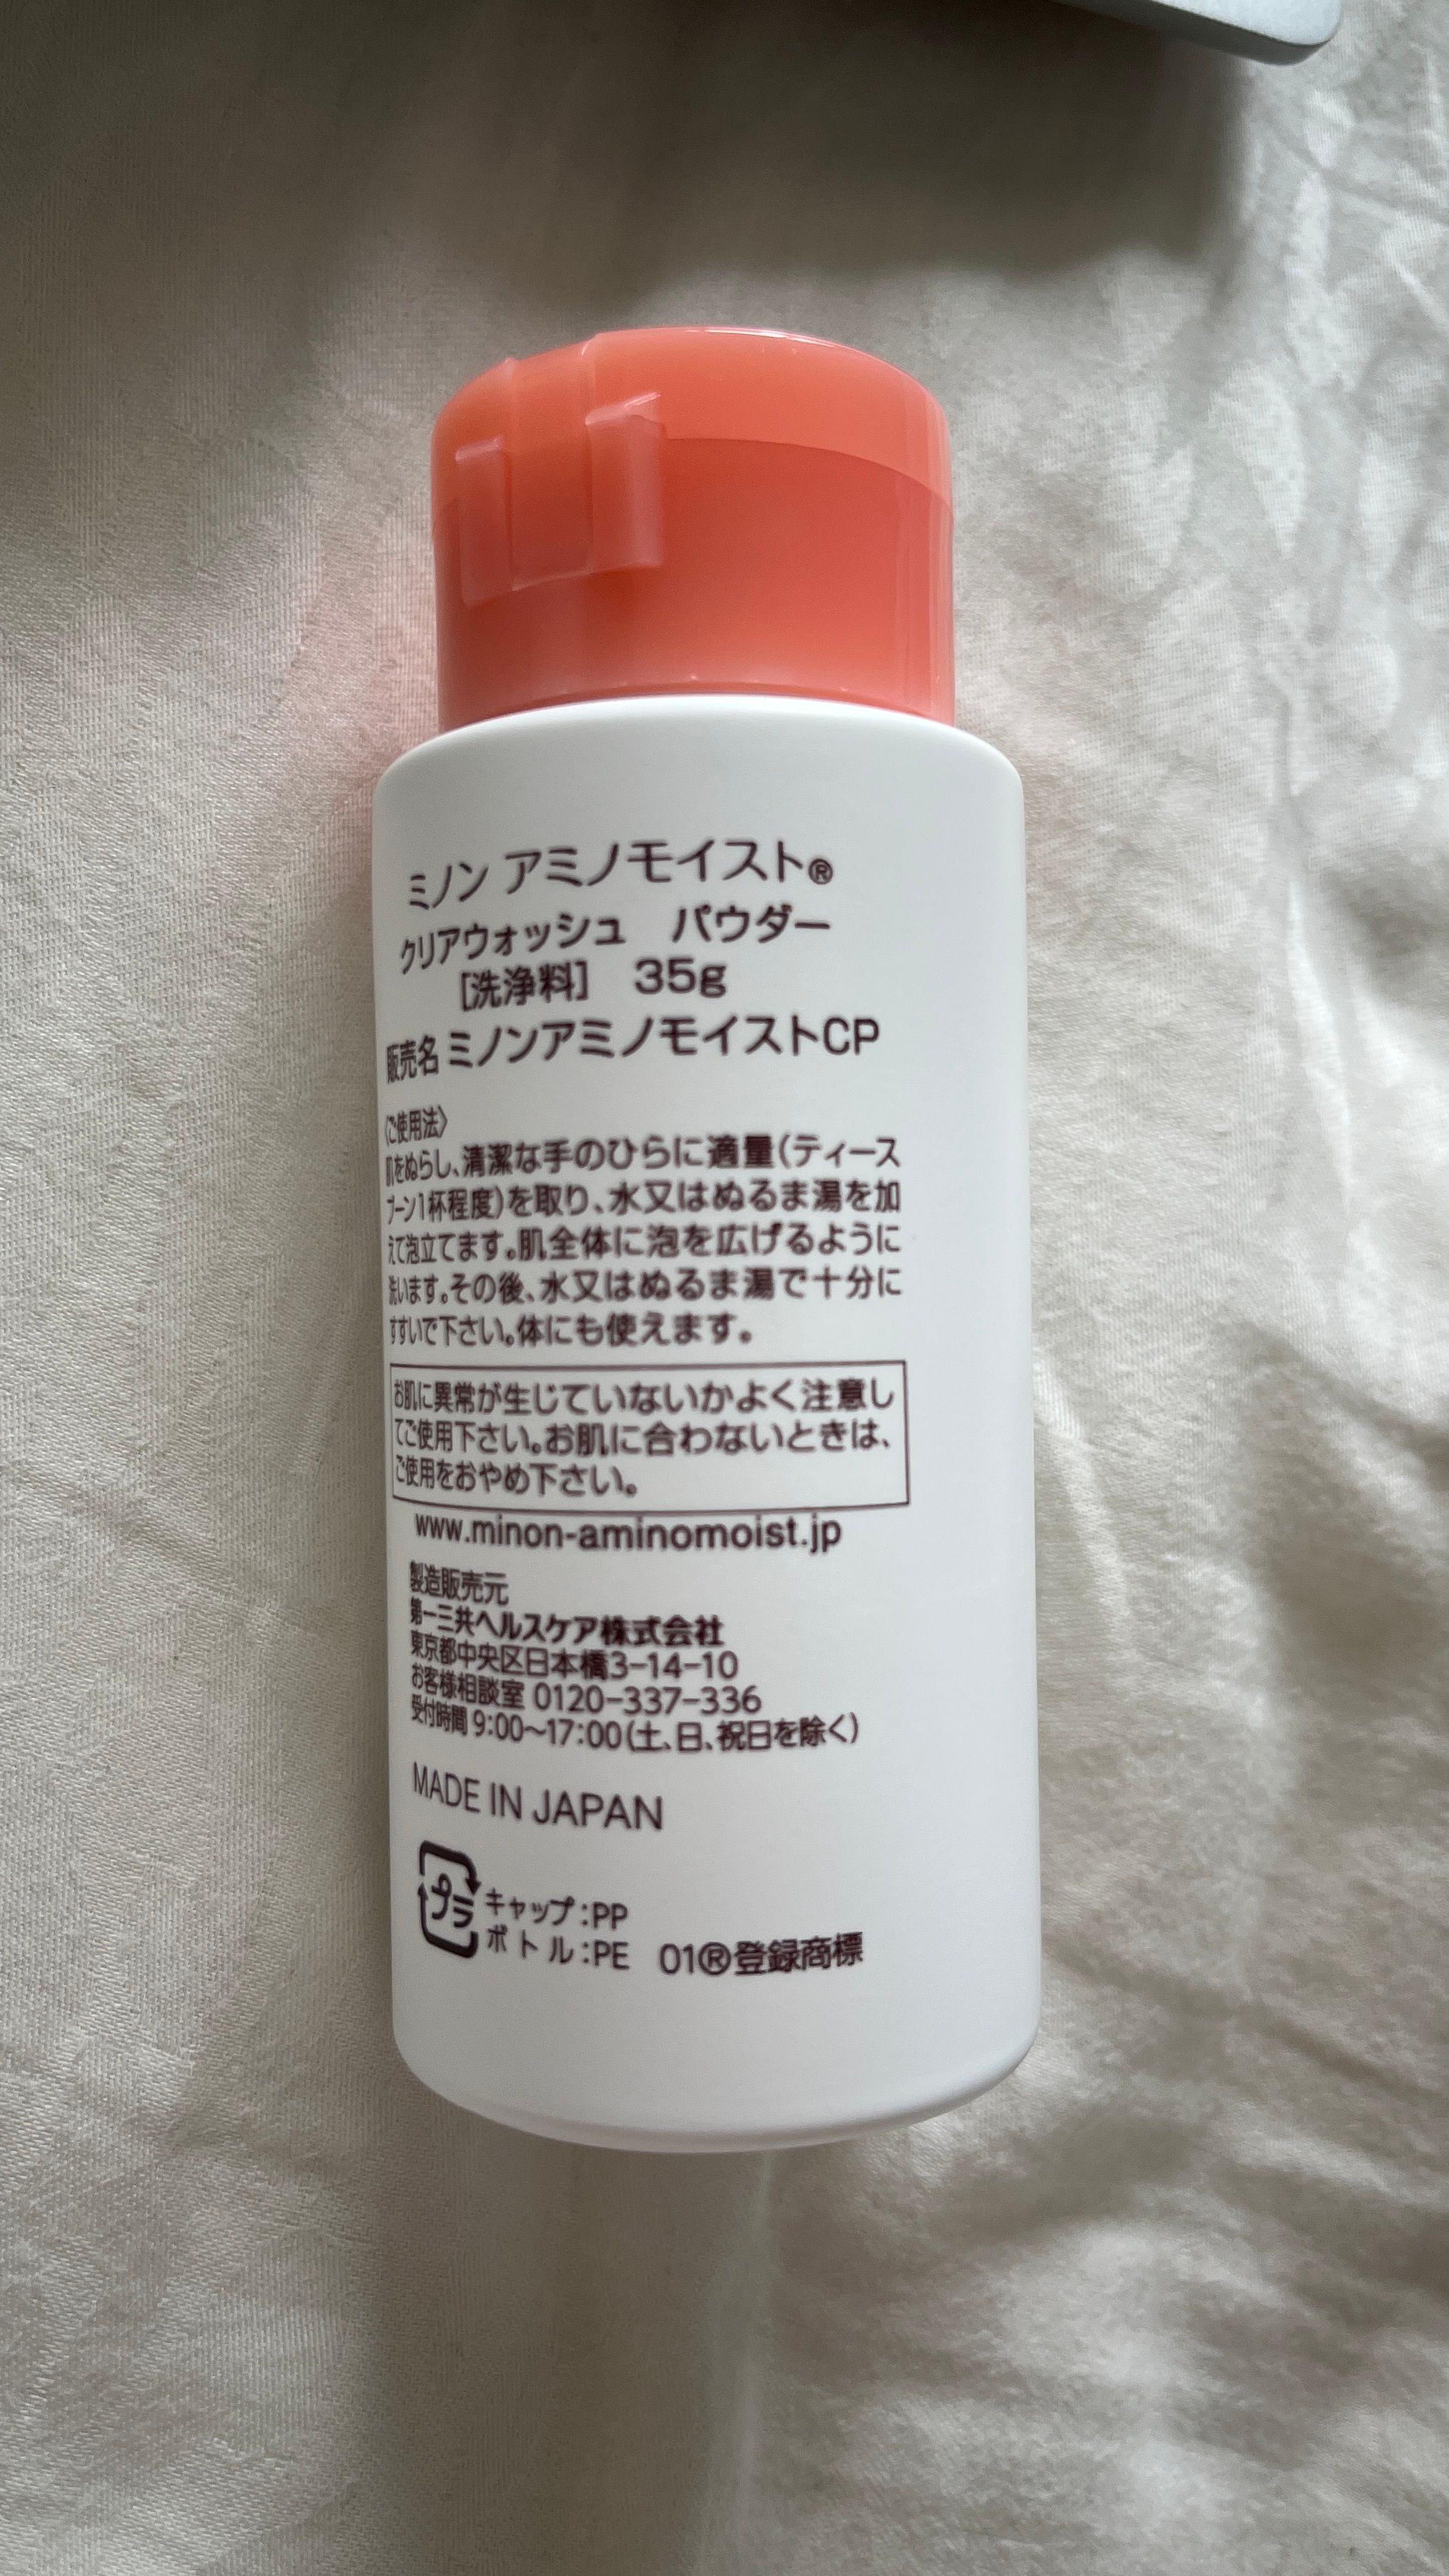 ミノン アミノモイスト®
クリアウォッシュ パウダー
[洗浄料] 35g
販売名 ミノンアミノモイストCP
〈ご使用法〉
肌をぬらし、清潔な手のひらに適量(ティース
プーン1杯程度)を取り、水又はぬるま湯を加
えて泡立てます。肌全体に泡を広げるように
洗います。その後、水又はぬるま湯で十分に
すすいで下さい。体にも使えます。
お肌に異常が生じていないかよく注意し
てご使用下さい。お肌に合わないときは、
ご使用をおやめ下さい。
www.minon-aminomoist.jp
製造販売元
第一三共ヘルスケア株式会社
東京都中央区日本橋3-14-10
お客様相談室 0120-337-336
受付時間 9:00〜17:00(土、日、祝日を除く)
MADE IN JAPAN
プラ
キャップ:PP
ボトル:PE 01®登録商標